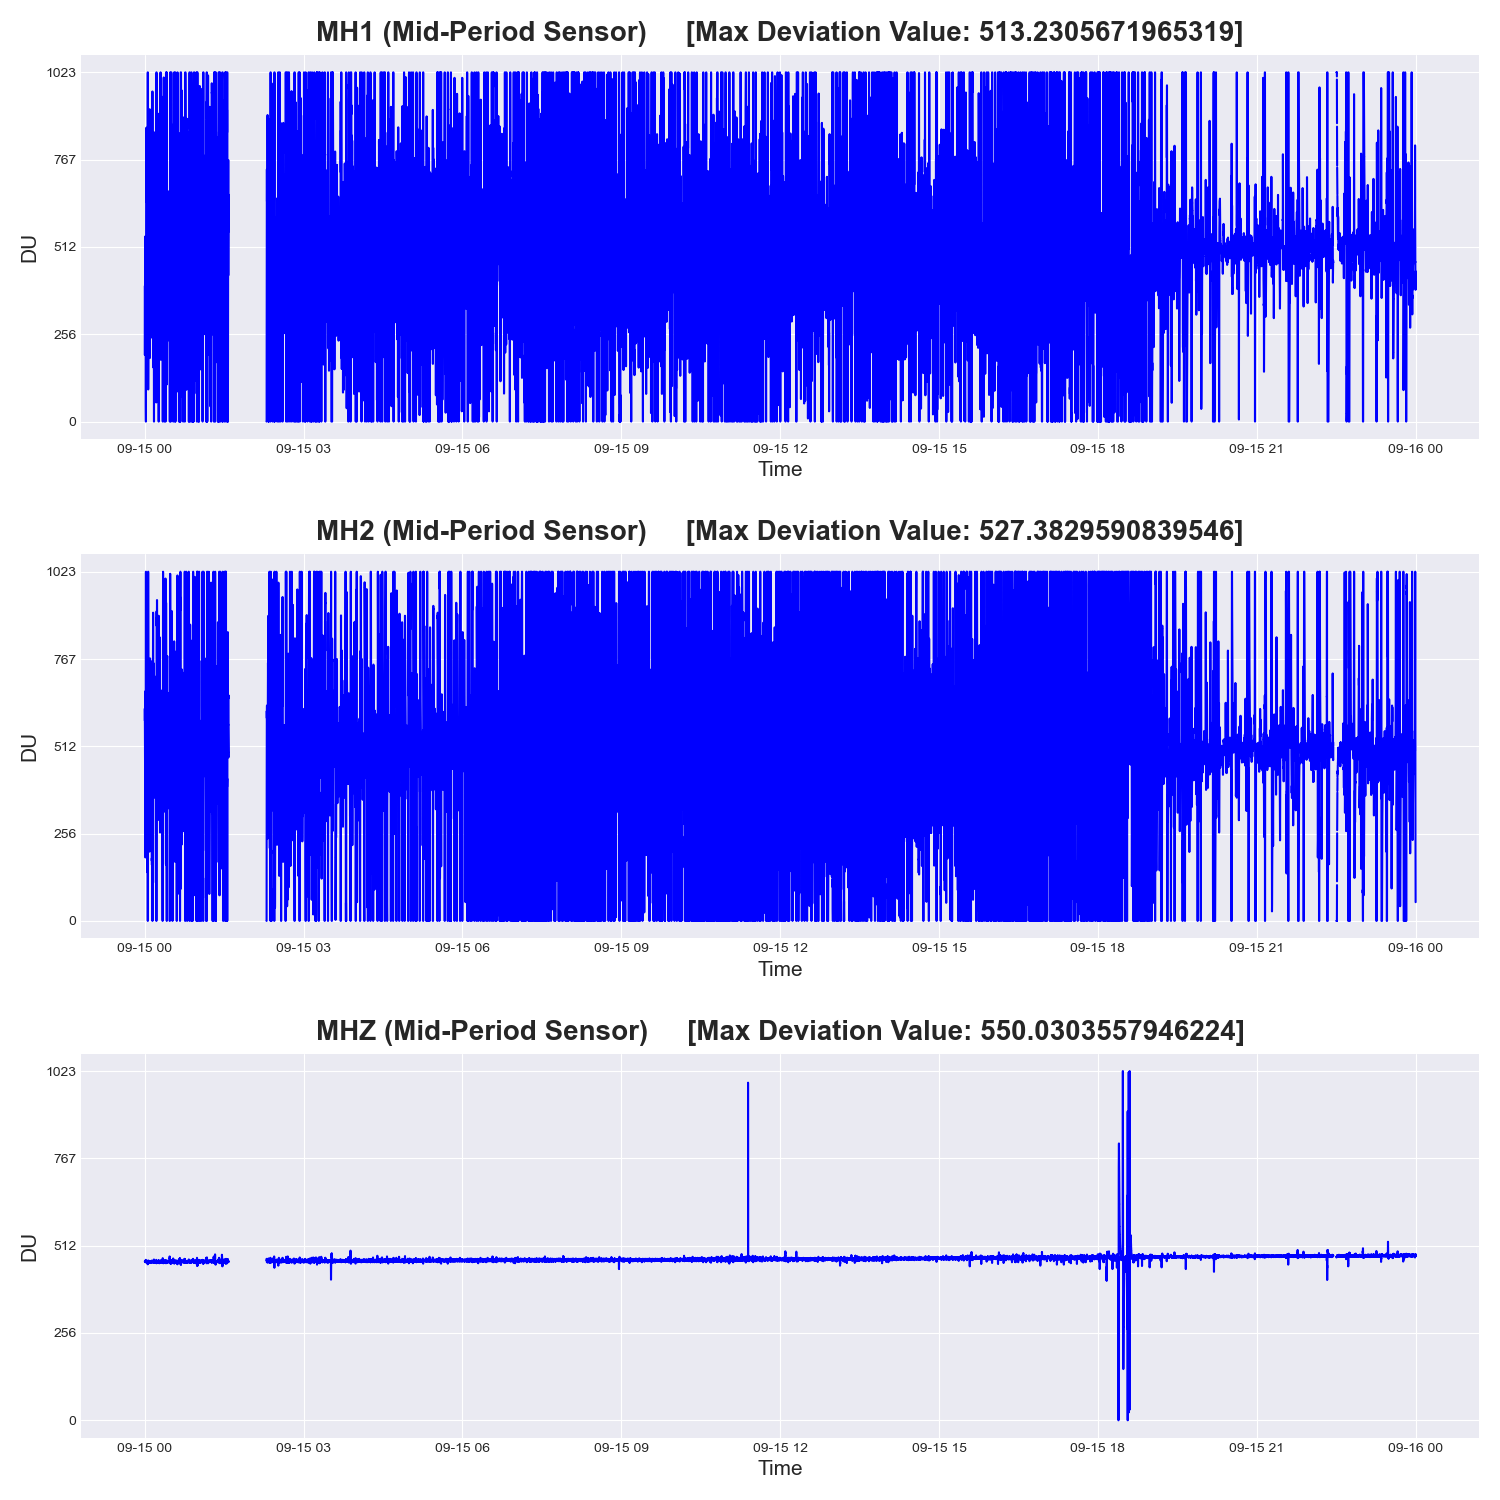 MH1 (Mid-Period Sensor)     [Max Deviation Value: 513.2305671965319]
1023
767
512
256
0
DU
09-15 00 09-15 03 09-15 06 09-15 09 09-15 12 09-15 15 09-15 18 09-15 21 09-16 00
Time
MH2 (Mid-Period Sensor)     [Max Deviation Value: 527.3829590839546]
1023
767
512
256
0
DU
09-15 00 09-15 03 09-15 06 09-15 09 09-15 12 09-15 15 09-15 18 09-15 21 09-16 00
Time
MHZ (Mid-Period Sensor)     [Max Deviation Value: 550.0303557946224]
1023
767
512
256
0
DU
09-15 00 09-15 03 09-15 06 09-15 09 09-15 12 09-15 15 09-15 18 09-15 21 09-16 00
Time